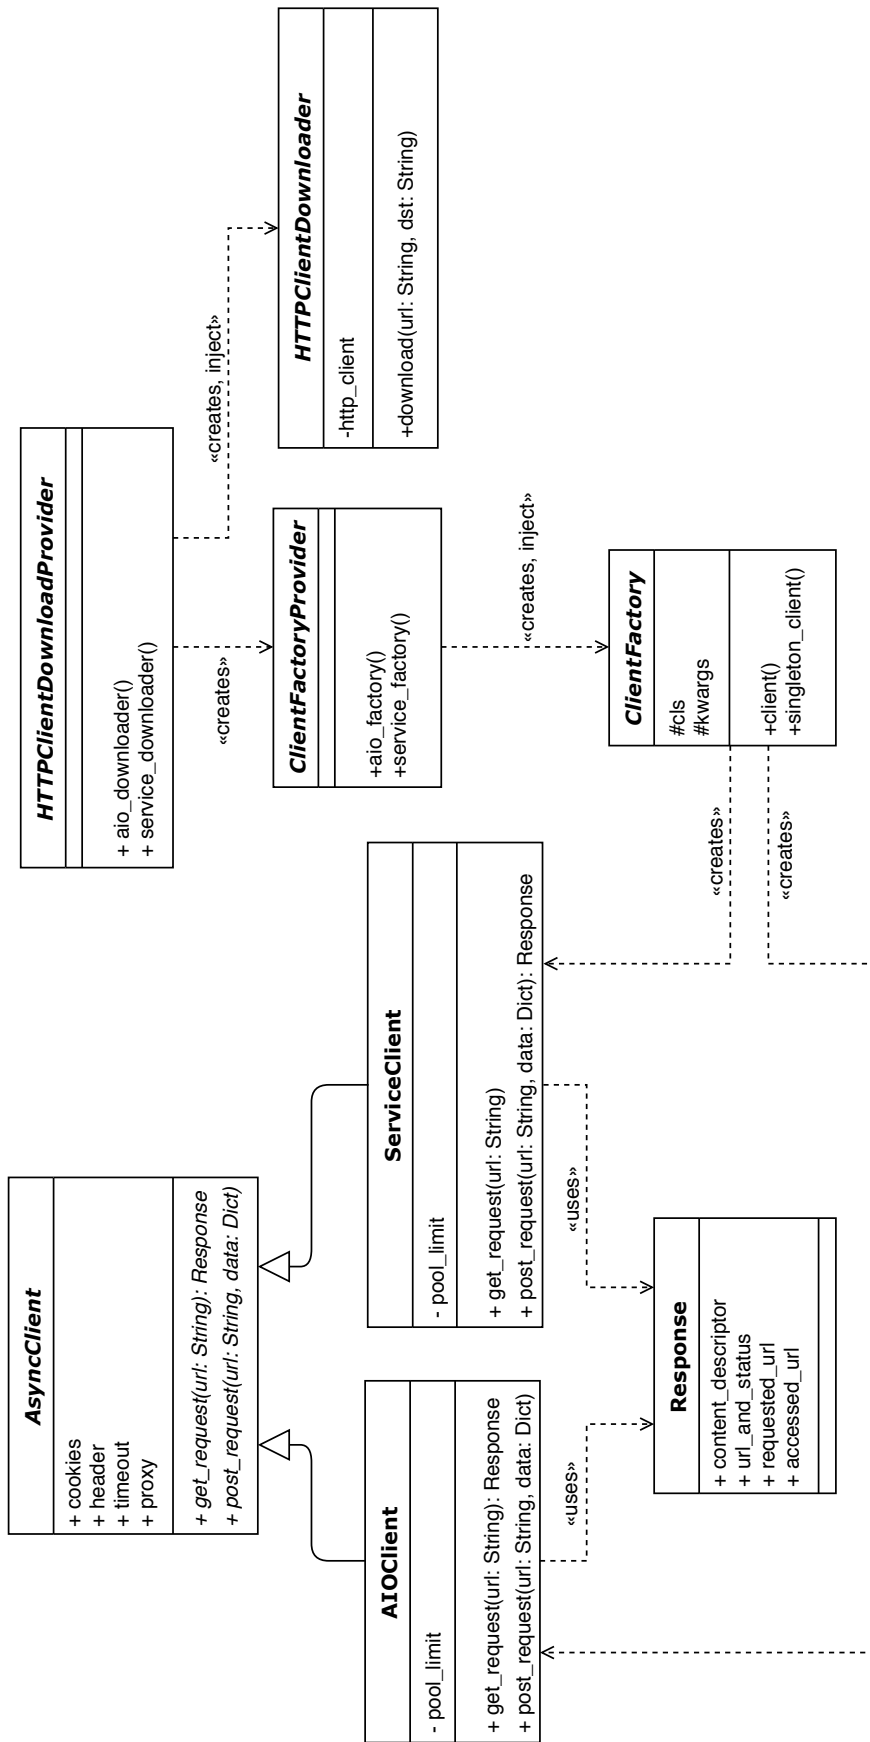 AsyncClient
+ cookies
+ header
+ timeout
+ proxy
+ get_request(url: String): Response
+ post_request(url: String, data: Dict)
AIOClient
- pool_limit
+ get_request(url: String): Response
+ post_request(url: String, data: Dict)
ServiceClient
- pool_limit
+ get_request(url: String)
+ post_request(url: String, data: Dict): Response
«uses»
«uses»
Response
+ content_descriptor
+ url_and_status
+ requested_url
+ accessed_url
HTTPClientDownloadProvider
+ aio_downloader()
+ service_downloader()
«creates»
«creates, inject»
ClientFactoryProvider
+aio_factory()
+service_factory()
HTTPClientDownloader
-http_client
+download(url: String, dst: String)
«creates, inject»
ClientFactory
#cls
#kwargs
+client()
+singleton_client()
«creates»
«creates»